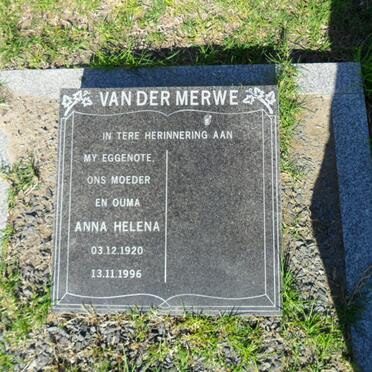 VAN DER MERWE
IN TERE HERINNERING AAN
MY EGGENOTE,
ONS MOEDER
EN OUMA
ANNA HELENA
03.12.1920
13.11.1996